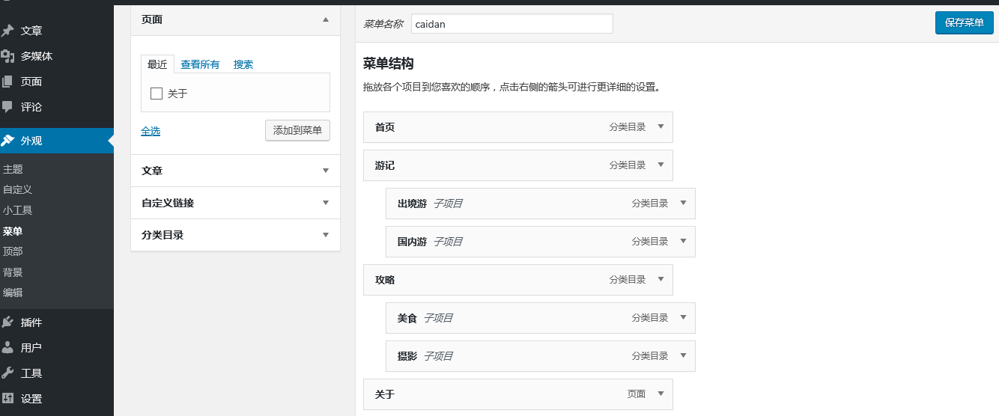 文章
多媒体
页面
评论
外观
主题
自定义
小工具
菜单
顶部
背景
编辑
插件
用户
工具
设置
页面
最近 查看所有 搜索
关于
全选 添加到菜单
文章
自定义链接
分类目录
菜单名称 caidan 保存菜单
菜单结构
拖放各个项目到您喜欢的顺序，点击右侧的箭头可进行更详细的设置。
首页 分类目录
游记 分类目录
出境游 子项目 分类目录
国内游 子项目 分类目录
攻略 分类目录
美食 子项目 分类目录
摄影 子项目 分类目录
关于 页面